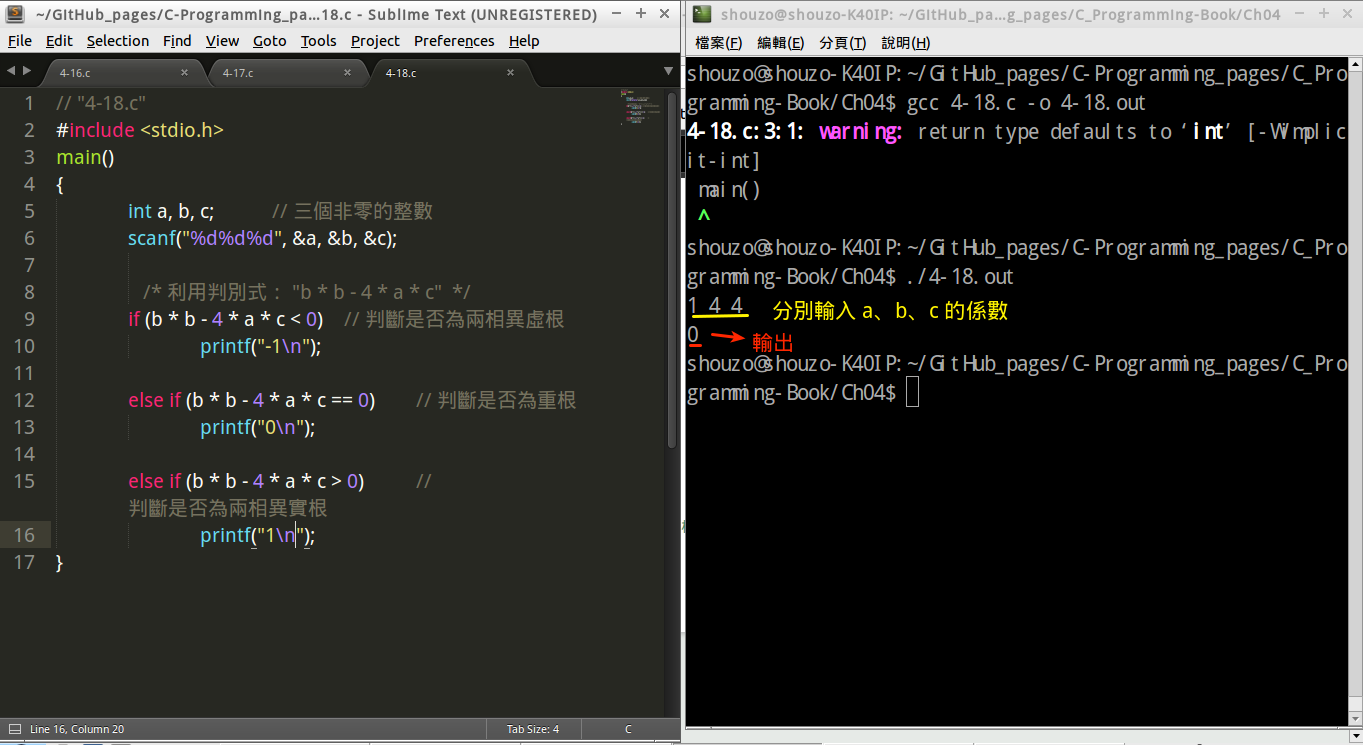 ~/GitHub_pages/C-Programming_pa...18.c - Sublime Text (UNREGISTERED)
File Edit Selection Find View Goto Tools Project Preferences Help
4-16.c × 4-17.c × 4-18.c ×
1 // "4-18.c"
2 #include <stdio.h>
3 main()
4 {
5 int a, b, c; // 三個非零的整數
6 scanf("%d%d%d", &a, &b, &c);
7
8 /* 利用判別式： "b * b - 4 * a * c" */
9 if (b * b - 4 * a * c < 0) // 判斷是否為兩相異虛根
10 printf("-1\n");
11
12 else if (b * b - 4 * a * c == 0) // 判斷是否為重根
13 printf("0\n");
14
15 else if (b * b - 4 * a * c > 0) //
判斷是否為兩相異實根
16 printf("1\n");
17 }
Line 16, Column 20 Tab Size: 4 C
shouzo@shouzo-K40IP: ~/GitHub_pa...g_pages/C_Programming-Book/Ch04
檔案(F) 編輯(E) 分頁(T) 說明(H)
shouzo@shouzo-K40IP:~/GitHub_pages/C-Programming_pages/C_Pro
gramming-Book/Ch04$ gcc 4-18.c -o 4-18.out
4-18.c:3:1: warning: return type defaults to ‘int’ [-Wimplic
it-int]
main()
^
shouzo@shouzo-K40IP:~/GitHub_pages/C-Programming_pages/C_Pro
gramming-Book/Ch04$ ./4-18.out
1 4 4 分別輸入 a、b、c 的係數
0 輸出
shouzo@shouzo-K40IP:~/GitHub_pages/C-Programming_pages/C_Pro
gramming-Book/Ch04$